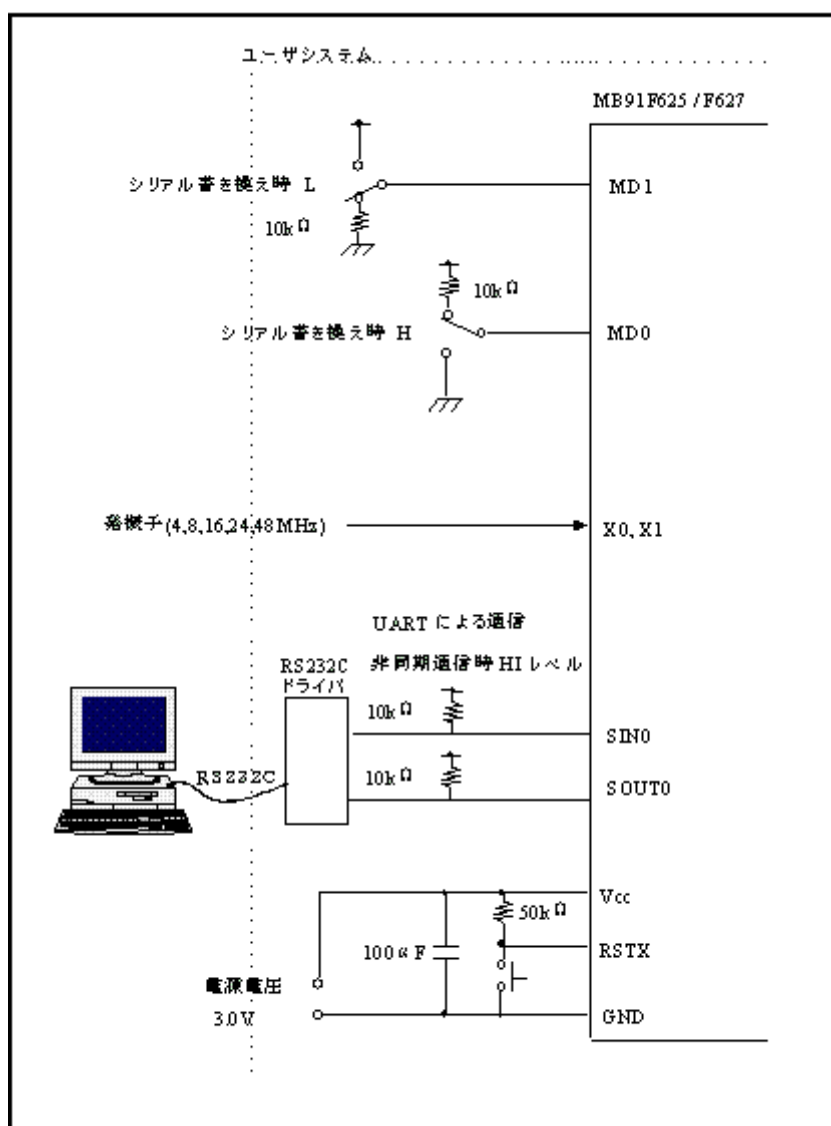 ユーザシステム
MB91F625 / F627
シリアル書き換え時 L
MD1
10kΩ
10kΩ
シリアル書き換え時 H
MD0
発振子(4,8,16,24,48MHz)
X0, X1
UART による通信
非同期通信時 HI レベル
RS232C
ドライバ
10kΩ
SIN0
RS232C
10kΩ
SOUT0
Vcc
50kΩ
100αF
RSTX
電源電圧
3.0V
GND